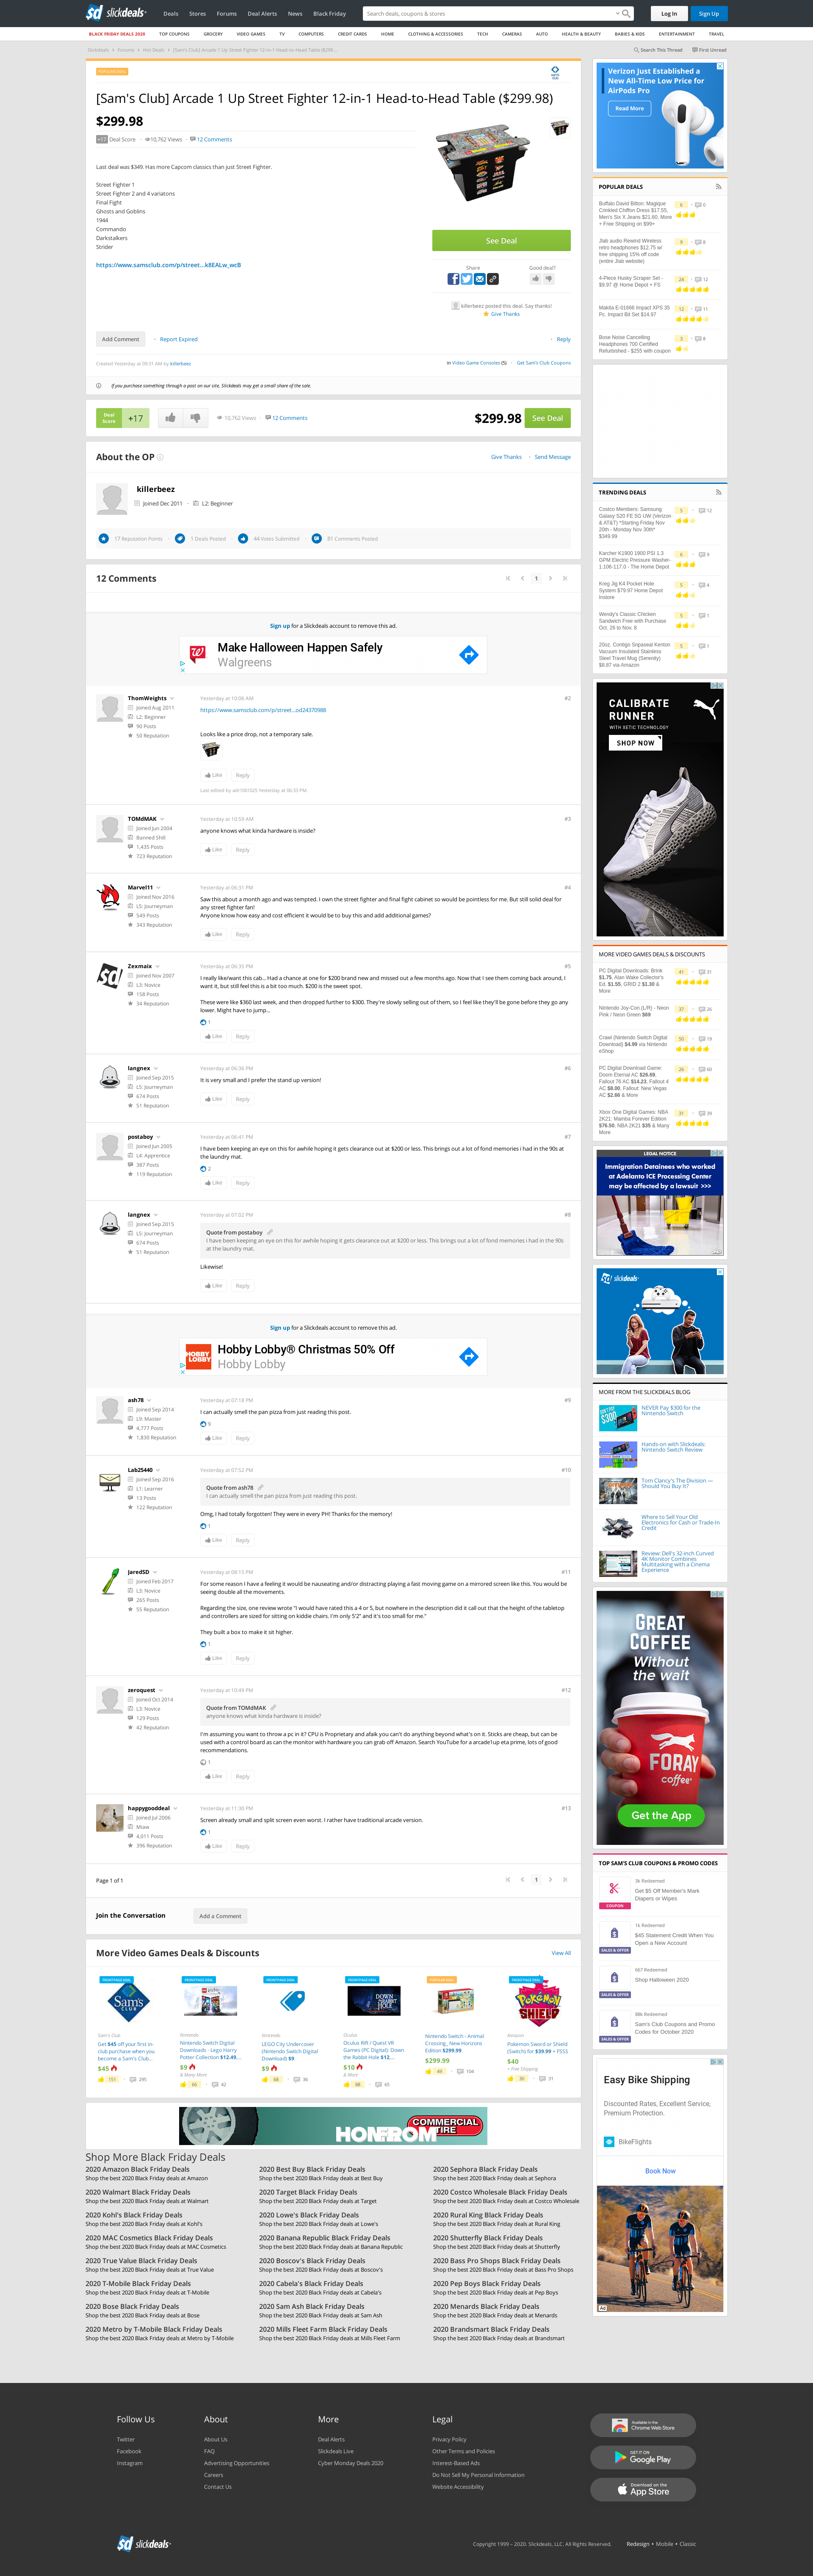 slickdeals
Deals Stores Forums Deal Alerts News Black Friday
Search deals, coupons & stores
Log In Sign Up
BLACK FRIDAY DEALS 2020 TOP COUPONS GROCERY VIDEO GAMES TV COMPUTERS CREDIT CARDS HOME CLOTHING & ACCESSORIES TECH CAMERAS AUTO HEALTH & BEAUTY BABIES & KIDS ENTERTAINMENT TRAVEL
Slickdeals Forums Hot Deals [Sam's Club] Arcade 1 Up Street Fighter 12-in-1 Head-to-Head Table ($299....
Search This Thread First Unread
[Sam's Club] Arcade 1 Up Street Fighter 12-in-1 Head-to-Head Table ($299.98)
$299.98
+17 Deal Score 10,762 Views 12 Comments
Last deal was $349. Has more Capcom classics than just Street Fighter.
Street Fighter 1
Street Fighter 2 and 4 variatons
Final Fight
Ghosts and Goblins
1944
Commando
Darkstalkers
Strider
https://www.samsclub.com/p/street...k8EALw_wcB
See Deal
Share Good deal?
killerbeez posted this deal. Say thanks!
Give Thanks
Add Comment Report Expired Reply
Created Yesterday at 09:31 AM by killerbeez
in Video Game Consoles (5) Get Sam's Club Coupons
If you purchase something through a post on our site, Slickdeals may get a small share of the sale.
Deal Score +17 10,762 Views 12 Comments $299.98 See Deal
About the OP
Give Thanks Send Message
killerbeez
Joined Dec 2011 L2: Beginner
17 Reputation Points 1 Deals Posted 44 Votes Submitted 81 Comments Posted
12 Comments
1
Sign up for a Slickdeals account to remove this ad.
Make Halloween Happen Safely
Walgreens
ThomWeights
Joined Aug 2011
L2: Beginner
90 Posts
50 Reputation
Yesterday at 10:06 AM #2
https://www.samsclub.com/p/street...od24370988
Looks like a price drop, not a temporary sale.
Like Reply
TOMdMAK
Joined Jun 2004
Banned Shill
1,435 Posts
723 Reputation
Yesterday at 10:59 AM #3
anyone knows what kinda hardware is inside?
Like Reply
Marvel11
Joined Nov 2016
L5: Journeyman
549 Posts
343 Reputation
Yesterday at 06:31 PM #4
Saw this about a month ago and was tempted. I own the street fighter and final fight cabinet so would be pointless for me. But still solid deal for any street fighter fan!
Anyone know how easy and cost efficient it would be to buy this and add additional games?
Like Reply
Zexmaix
Joined Nov 2007
L3: Novice
158 Posts
34 Reputation
Yesterday at 06:35 PM #5
I really like/want this cab... Had a chance at one for $200 brand new and missed out a few months ago. Now that I see them coming back around, I want it, but still feel this is a bit too much. $200 is the sweet spot.
There were like $360 last week, and then dropped further to $300. They're slowly selling out of them, so I feel like they'll be gone before they go any lower. Might have to jump...
1
Like Reply
langnex
Joined Sep 2015
L5: Journeyman
674 Posts
51 Reputation
Yesterday at 06:36 PM #6
It is very small and I prefer the stand up version!
Like Reply
postaboy
Joined Jun 2005
L4: Apprentice
387 Posts
119 Reputation
Yesterday at 06:41 PM #7
I have been keeping an eye on this for awhile hoping it gets clearance out at $200 or less. This brings out a lot of fond memories i had in the 90s at the laundry mat.
2
Like Reply
langnex
Joined Sep 2015
L5: Journeyman
674 Posts
51 Reputation
Yesterday at 07:02 PM #8
Quote from postaboy
I have been keeping an eye on this for awhile hoping it gets clearance out at $200 or less. This brings out a lot of fond memories i had in the 90s at the laundry mat.
Likewise!
Like Reply
Sign up for a Slickdeals account to remove this ad.
HOBBY LOBBY
Hobby Lobby® Christmas 50% Off
Hobby Lobby
ash78
Joined Sep 2014
L9: Master
4,777 Posts
1,830 Reputation
Yesterday at 07:18 PM #9
I can actually smell the pan pizza from just reading this post.
9
Like Reply
Lab25440
Joined Sep 2016
L1: Learner
13 Posts
122 Reputation
Yesterday at 07:52 PM #10
Quote from ash78
I can actually smell the pan pizza from just reading this post.
Omg, I had totally forgotten! They were in every PH! Thanks for the memory!
1
Like Reply
JaredSD
Joined Feb 2017
L3: Novice
265 Posts
55 Reputation
Yesterday at 08:15 PM #11
For some reason I have a feeling it would be nauseating and/or distracting playing a fast moving game on a mirrored screen like this. You would be seeing double all the movements.
Regarding the size, one review wrote "I would have rated this a 4 or 5, but nowhere in the description did it call out that the height of the tabletop and controllers are sized for sitting on kiddie chairs. I'm only 5'2" and it's too small for me."
They built a box to make it sit higher.
1
Like Reply
zeroquest
Joined Oct 2014
L3: Novice
129 Posts
42 Reputation
Yesterday at 10:49 PM #12
Quote from TOMdMAK
anyone knows what kinda hardware is inside?
I'm assuming you want to throw a pc in it? CPU is Proprietary and afaik you can't do anything beyond what's on it. Sticks are cheap, but can be used with a control board as can the monitor with hardware you can grab off Amazon. Search YouTube for a arcade1up eta prime, lots of good recommendations.
1
Like Reply
happygooddeal
Joined Jul 2006
Miaw
4,011 Posts
396 Reputation
Yesterday at 11:30 PM #13
Screen already small and split screen even worst. I rather have traditional arcade version.
1
Like Reply
Page 1 of 1 1
Join the Conversation Add a Comment
More Video Games Deals & Discounts View All
Sam's Club
Get $45 off your first in-club purchase when you become a Sam's Club...
$45
151 295
Nintendo
Nintendo Switch Digital Downloads - Lego Harry Potter Collection $12.49,...
$9
& Many More
66 42
Nintendo
LEGO City Undercover (Nintendo Switch Digital Download) $9
$9
68 36
Oculus
Oculus Rift / Quest VR Games (PC Digital): Down the Rabbit Hole $12...
$10
& More
68 65
Nintendo Switch - Animal Crossing, New Horizons Edition $299.99
$299.99
69 104
Amazon
Pokemon Sword or Shield (Switch) for $39.99 + FSSS
$40
+ Free Shipping
30 31
COMMERCIAL TIRE
Shop More Black Friday Deals
2020 Amazon Black Friday Deals
Shop the best 2020 Black Friday deals at Amazon
2020 Best Buy Black Friday Deals
Shop the best 2020 Black Friday deals at Best Buy
2020 Sephora Black Friday Deals
Shop the best 2020 Black Friday deals at Sephora
2020 Walmart Black Friday Deals
Shop the best 2020 Black Friday deals at Walmart
2020 Target Black Friday Deals
Shop the best 2020 Black Friday deals at Target
2020 Costco Wholesale Black Friday Deals
Shop the best 2020 Black Friday deals at Costco Wholesale
2020 Kohl's Black Friday Deals
Shop the best 2020 Black Friday deals at Kohl's
2020 Lowe's Black Friday Deals
Shop the best 2020 Black Friday deals at Lowe's
2020 Rural King Black Friday Deals
Shop the best 2020 Black Friday deals at Rural King
2020 MAC Cosmetics Black Friday Deals
Shop the best 2020 Black Friday deals at MAC Cosmetics
2020 Banana Republic Black Friday Deals
Shop the best 2020 Black Friday deals at Banana Republic
2020 Shutterfly Black Friday Deals
Shop the best 2020 Black Friday deals at Shutterfly
2020 True Value Black Friday Deals
Shop the best 2020 Black Friday deals at True Value
2020 Boscov's Black Friday Deals
Shop the best 2020 Black Friday deals at Boscov's
2020 Bass Pro Shops Black Friday Deals
Shop the best 2020 Black Friday deals at Bass Pro Shops
2020 T-Mobile Black Friday Deals
Shop the best 2020 Black Friday deals at T-Mobile
2020 Cabela's Black Friday Deals
Shop the best 2020 Black Friday deals at Cabela's
2020 Pep Boys Black Friday Deals
Shop the best 2020 Black Friday deals at Pep Boys
2020 Bose Black Friday Deals
Shop the best 2020 Black Friday deals at Bose
2020 Sam Ash Black Friday Deals
Shop the best 2020 Black Friday deals at Sam Ash
2020 Menards Black Friday Deals
Shop the best 2020 Black Friday deals at Menards
2020 Metro by T-Mobile Black Friday Deals
Shop the best 2020 Black Friday deals at Metro by T-Mobile
2020 Mills Fleet Farm Black Friday Deals
Shop the best 2020 Black Friday deals at Mills Fleet Farm
2020 Brandsmart Black Friday Deals
Shop the best 2020 Black Friday deals at Brandsmart
Verizon Just Established a New All-Time Low Price for AirPods Pro
Read More
POPULAR DEALS
Buffalo David Bitton: Magique Crinkled Chiffon Dress $17.55, Men's Six X Jeans $21.60, More + Free Shipping on $99+
6 0
Jlab audio Rewind Wireless retro headphones $12.75 w/ free shipping 15% off code (entire Jlab website)
9 8
4-Piece Husky Scraper Set - $9.97 @ Home Depot + FS
24 12
Makita E-01666 Impact XPS 35 Pc. Impact Bit Set $14.97
12 11
Bose Noise Cancelling Headphones 700 Certified Refurbished - $255 with coupon
3 8
TRENDING DEALS
Costco Members: Samsung Galaxy S20 FE 5G UW (Verizon & AT&T) *Starting Friday Nov 20th - Monday Nov 30th* $349.99
5 12
Karcher K1900 1900 PSI 1.3 GPM Electric Pressure Washer-1.106-117.0 - The Home Depot
6 9
Kreg Jig K4 Pocket Hole System $79.97 Home Depot Instore
5 4
Wendy's Classic Chicken Sandwich Free with Purchase Oct. 26 to Nov. 8
5 1
20oz. Contigo Snpaseal Kenton Vacuum Insulated Stainless Steel Travel Mug (Serenity) $8.87 via Amazon
5 1
CALIBRATE RUNNER
WITH XETIC TECHNOLOGY
SHOP NOW
MORE VIDEO GAMES DEALS & DISCOUNTS
PC Digital Downloads: Brink $1.75, Alan Wake Collector's Ed. $1.55, GRID 2 $1.30 & More
41 31
Nintendo Joy-Con (L/R) - Neon Pink / Neon Green $69
37 26
Crawl (Nintendo Switch Digital Download) $4.99 via Nintendo eShop
50 19
PC Digital Download Game: Doom Eternal AC $26.69, Fallout 76 AC $14.23, Fallout 4 AC $8.00, Fallout: New Vegas AC $2.66 & More
26 60
Xbox One Digital Games: NBA 2K21: Mamba Forever Edition $76.50, NBA 2K21 $35 & Many More
31 39
LEGAL NOTICE
Immigration Detainees who worked at Adelanto ICE Processing Center may be affected by a lawsuit >>>
slickdeals
MORE FROM THE SLICKDEALS BLOG
NEVER Pay $300 for the Nintendo Switch
Hands-on with Slickdeals: Nintendo Switch Review
Tom Clancy's The Division — Should You Buy It?
Where to Sell Your Old Electronics for Cash or Trade-In Credit
Review: Dell's 32-inch Curved 4K Monitor Combines Multitasking with a Cinema Experience
GREAT COFFEE
Without the wait
FORAY coffee
Get the App
TOP SAM'S CLUB COUPONS & PROMO CODES
3k Redeemed
Get $5 Off Member's Mark Diapers or Wipes
COUPON
1k Redeemed
$45 Statement Credit When You Open a New Account
SALES & OFFER
667 Redeemed
Shop Halloween 2020
SALES & OFFER
88k Redeemed
Sam's Club Coupons and Promo Codes for October 2020
SALES & OFFER
Easy Bike Shipping
Discounted Rates, Excellent Service, Premium Protection.
BikeFlights
Book Now
Ad
Follow Us
Twitter
Facebook
Instagram
About
About Us
FAQ
Advertising Opportunities
Careers
Contact Us
More
Deal Alerts
Slickdeals Live
Cyber Monday Deals 2020
Legal
Privacy Policy
Other Terms and Policies
Interest-Based Ads
Do Not Sell My Personal Information
Website Accessibility
Available in the Chrome Web Store
GET IT ON Google Play
Download on the App Store
slickdeals
Copyright 1999 - 2020. Slickdeals, LLC. All Rights Reserved. Redesign • Mobile • Classic